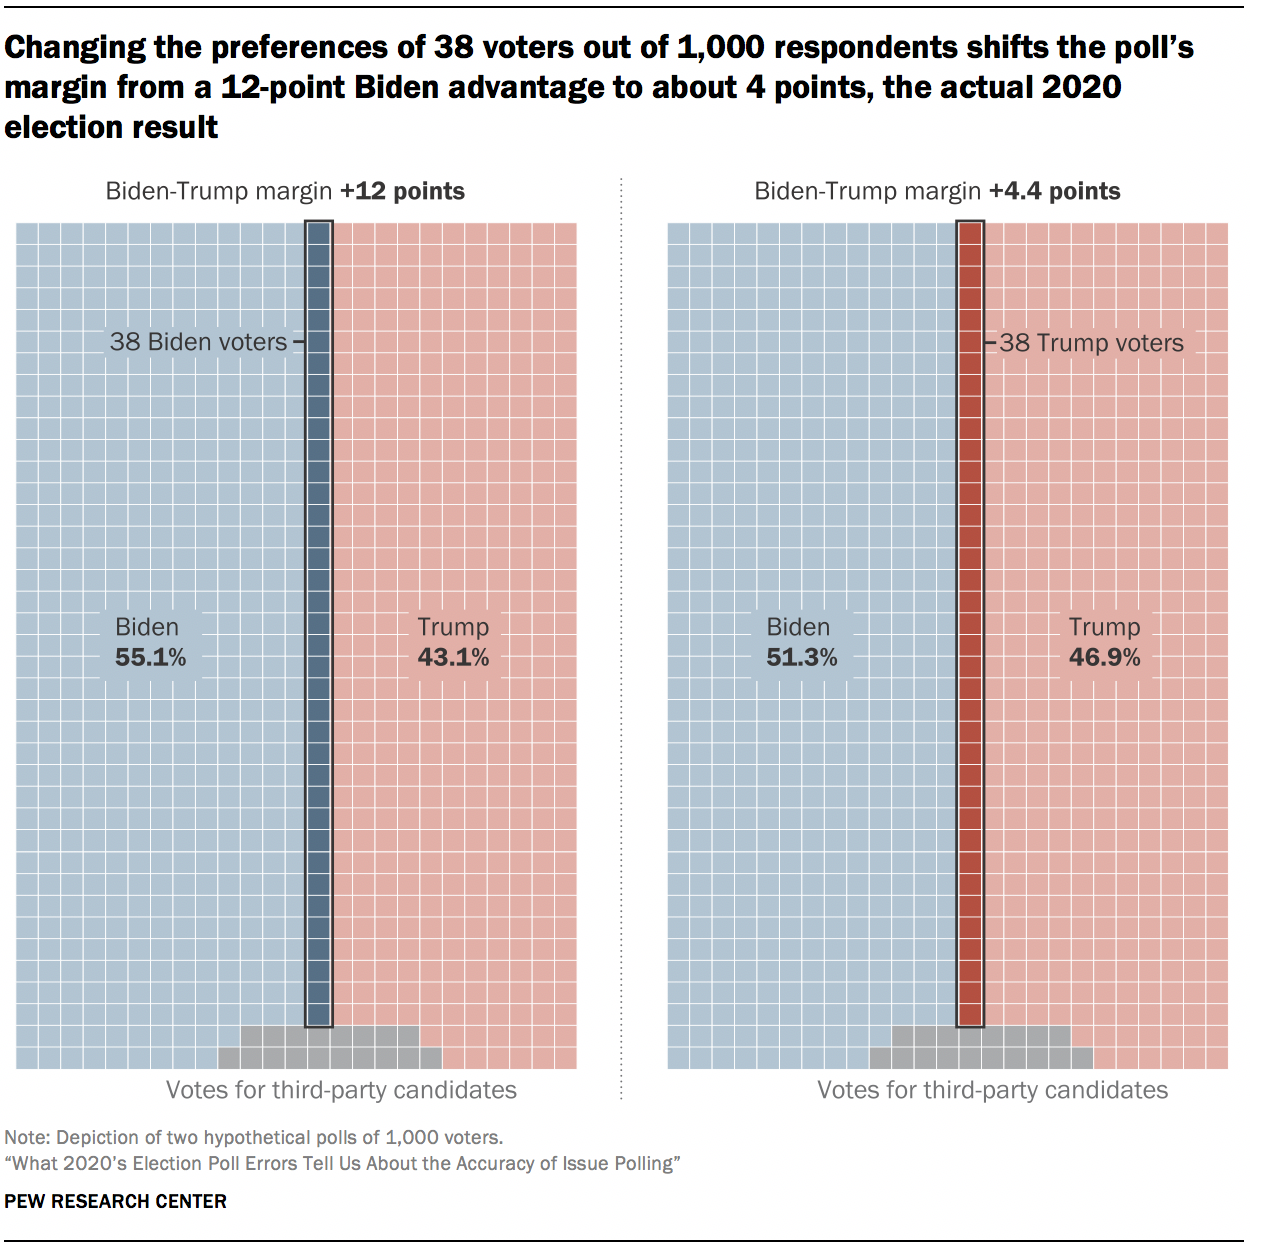 Changing the preferences of 38 voters out of 1,000 respondents shifts the poll’s
margin from a 12-point Biden advantage to about 4 points, the actual 2020
election result
Biden-Trump margin +12 points
38 Biden voters
Biden
55.1%
Trump
43.1%
Votes for third-party candidates
Biden-Trump margin +4.4 points
38 Trump voters
Biden
51.3%
Trump
46.9%
Votes for third-party candidates
Note: Depiction of two hypothetical polls of 1,000 voters.
“What 2020’s Election Poll Errors Tell Us About the Accuracy of Issue Polling”
PEW RESEARCH CENTER